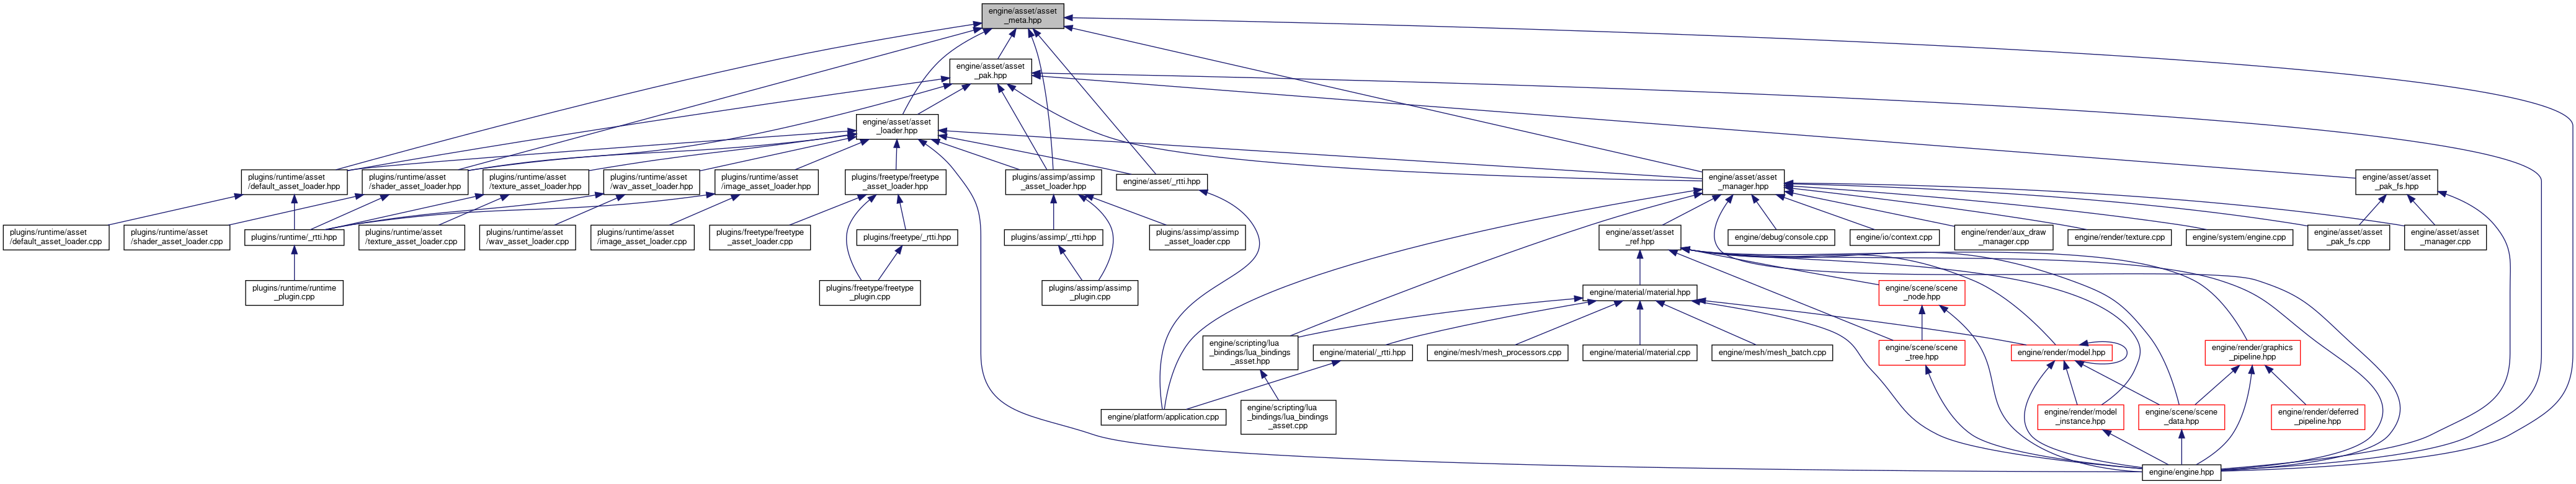 engine/asset/asset
_meta.hpp
engine/asset/asset
_pak.hpp
engine/asset/asset
_loader.hpp
plugins/runtime/asset
/default_asset_loader.hpp
plugins/runtime/asset
/shader_asset_loader.hpp
plugins/runtime/asset
/texture_asset_loader.hpp
plugins/runtime/asset
/wav_asset_loader.hpp
plugins/runtime/asset
/image_asset_loader.hpp
plugins/freetype/freetype
_asset_loader.hpp
plugins/assimp/assimp
_asset_loader.hpp
engine/asset/_rtti.hpp
engine/asset/asset
_manager.hpp
engine/asset/asset
_pak_fs.hpp
plugins/runtime/asset
/default_asset_loader.cpp
plugins/runtime/asset
/shader_asset_loader.cpp
plugins/runtime/_rtti.hpp
plugins/runtime/asset
/texture_asset_loader.cpp
plugins/runtime/asset
/wav_asset_loader.cpp
plugins/runtime/asset
/image_asset_loader.cpp
plugins/freetype/freetype
_asset_loader.cpp
plugins/freetype/_rtti.hpp
plugins/assimp/_rtti.hpp
plugins/assimp/assimp
_asset_loader.cpp
engine/asset/asset
_ref.hpp
engine/debug/console.cpp
engine/io/context.cpp
engine/render/aux_draw
_manager.cpp
engine/render/texture.cpp
engine/system/engine.cpp
engine/asset/asset
_pak_fs.cpp
engine/asset/asset
_manager.cpp
plugins/runtime/runtime
_plugin.cpp
plugins/freetype/freetype
_plugin.cpp
plugins/assimp/assimp
_plugin.cpp
engine/material/material.hpp
engine/scene/scene
_node.hpp
engine/scripting/lua
_bindings/lua_bindings
_asset.hpp
engine/material/_rtti.hpp
engine/mesh/mesh_processors.cpp
engine/material/material.cpp
engine/mesh/mesh_batch.cpp
engine/scene/scene
_tree.hpp
engine/render/model.hpp
engine/render/graphics
_pipeline.hpp
engine/platform/application.cpp
engine/scripting/lua
_bindings/lua_bindings
_asset.cpp
engine/render/model
_instance.hpp
engine/scene/scene
_data.hpp
engine/render/deferred
_pipeline.hpp
engine/engine.hpp